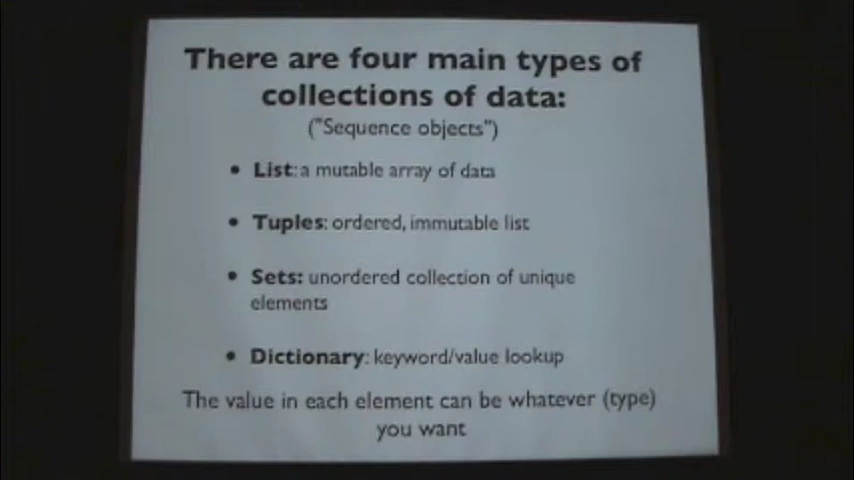 There are four main types of
collections of data:
("Sequence objects")
• List: a mutable array of data
• Tuples: ordered, immutable list
• Sets: unordered collection of unique
elements
• Dictionary: keyword/value lookup
The value in each element can be whatever (type)
you want